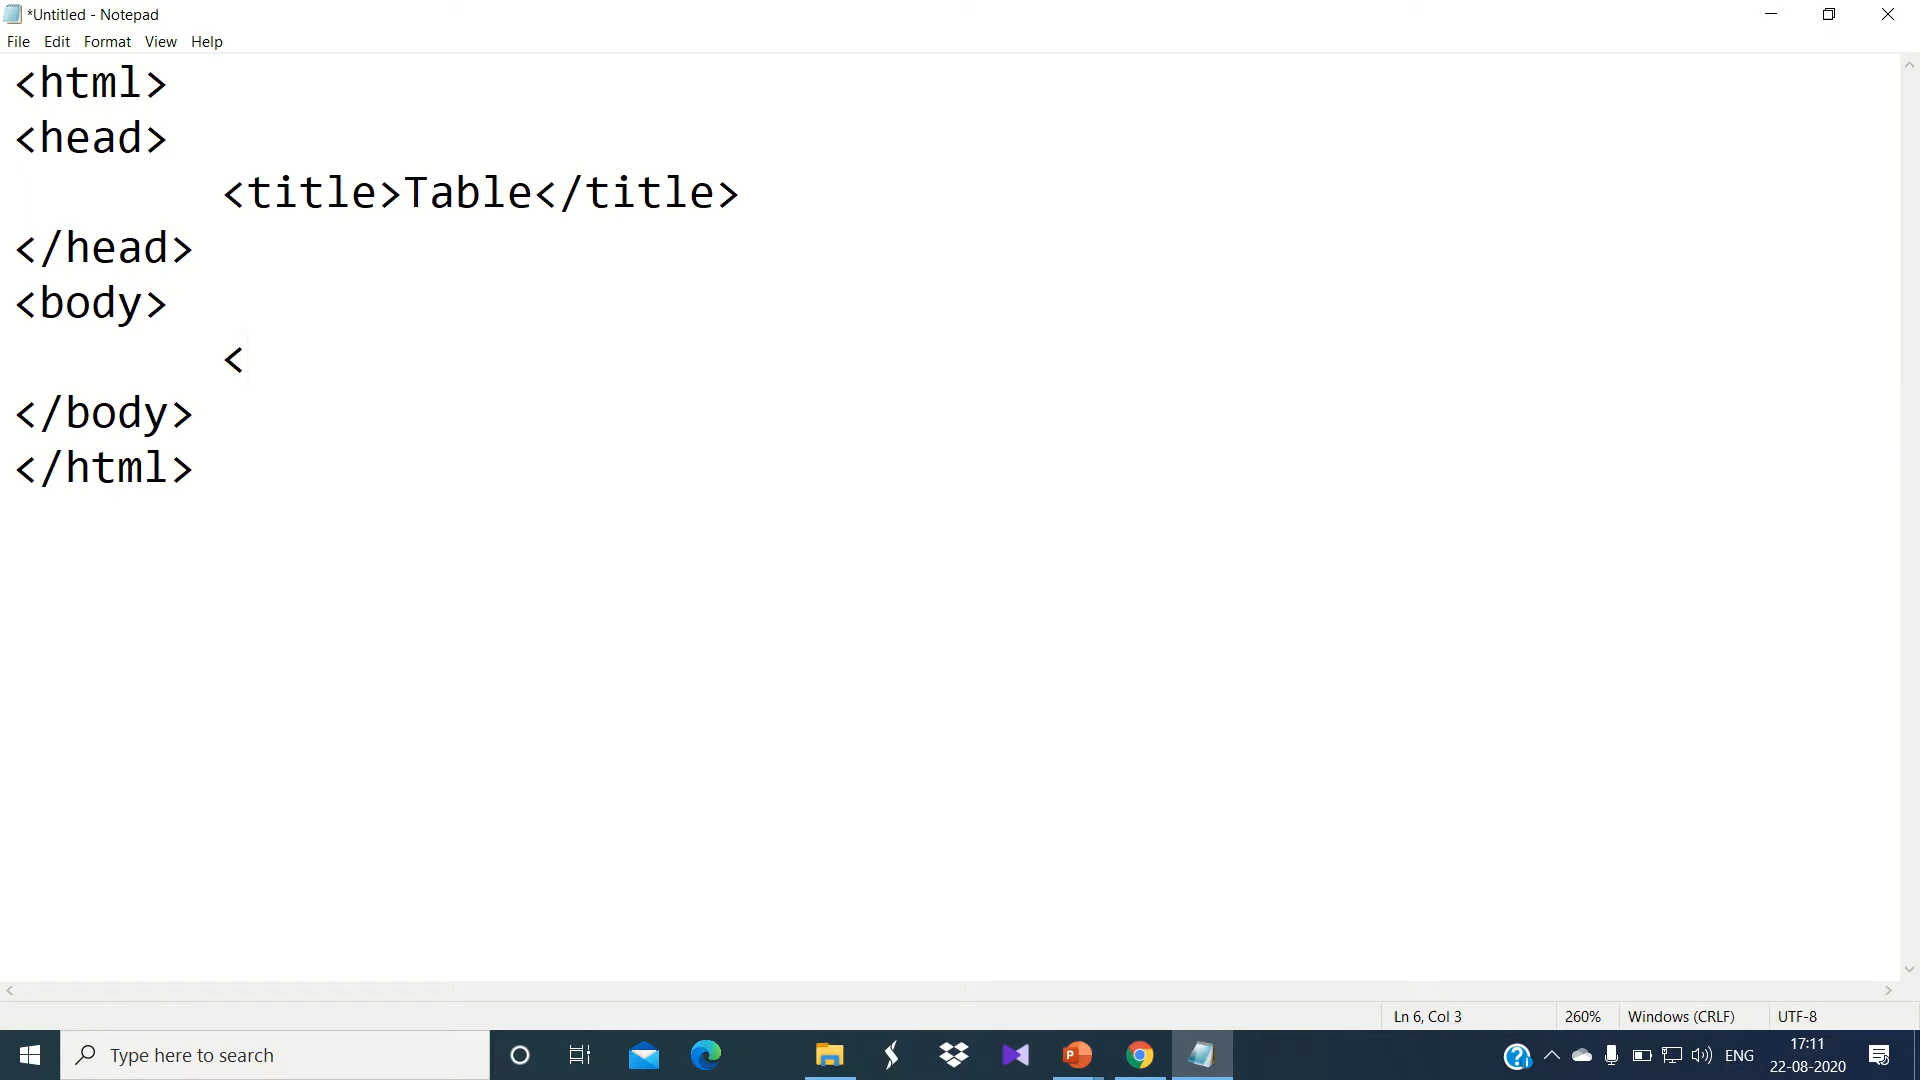 *Untitled - Notepad
File Edit Format View Help
<html>
<head>
<title>Table</title>
</head>
<body>
<
</body>
</html>
Ln 6, Col 3 260% Windows (CRLF) UTF-8
Type here to search ENG 17:11
22-08-2020